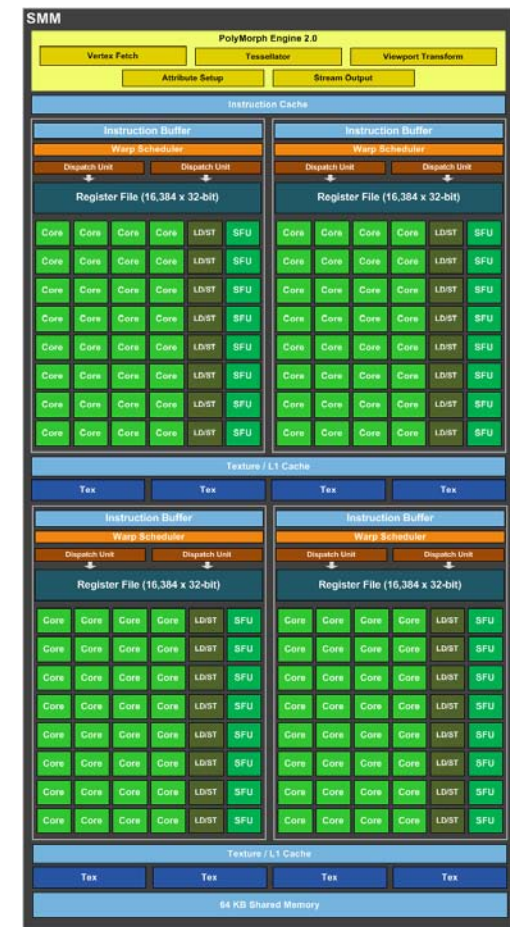 SMM
PolyMorph Engine 2.0
Vertex Fetch Tessellator Viewport Transform
Attribute Setup Stream Output
Instruction Cache
Instruction Buffer Instruction Buffer
Warp Scheduler Warp Scheduler
Dispatch Unit Dispatch Unit Dispatch Unit Dispatch Unit
Register File (16,384 x 32-bit) Register File (16,384 x 32-bit)
Core Core Core Core LD/ST SFU Core Core Core Core LD/ST SFU
Core Core Core Core LD/ST SFU Core Core Core Core LD/ST SFU
Core Core Core Core LD/ST SFU Core Core Core Core LD/ST SFU
Core Core Core Core LD/ST SFU Core Core Core Core LD/ST SFU
Core Core Core Core LD/ST SFU Core Core Core Core LD/ST SFU
Core Core Core Core LD/ST SFU Core Core Core Core LD/ST SFU
Core Core Core Core LD/ST SFU Core Core Core Core LD/ST SFU
Core Core Core Core LD/ST SFU Core Core Core Core LD/ST SFU
Texture / L1 Cache
Tex Tex Tex Tex
Instruction Buffer Instruction Buffer
Warp Scheduler Warp Scheduler
Dispatch Unit Dispatch Unit Dispatch Unit Dispatch Unit
Register File (16,384 x 32-bit) Register File (16,384 x 32-bit)
Core Core Core Core LD/ST SFU Core Core Core Core LD/ST SFU
Core Core Core Core LD/ST SFU Core Core Core Core LD/ST SFU
Core Core Core Core LD/ST SFU Core Core Core Core LD/ST SFU
Core Core Core Core LD/ST SFU Core Core Core Core LD/ST SFU
Core Core Core Core LD/ST SFU Core Core Core Core LD/ST SFU
Core Core Core Core LD/ST SFU Core Core Core Core LD/ST SFU
Core Core Core Core LD/ST SFU Core Core Core Core LD/ST SFU
Core Core Core Core LD/ST SFU Core Core Core Core LD/ST SFU
Texture / L1 Cache
Tex Tex Tex Tex
64 KB Shared Memory